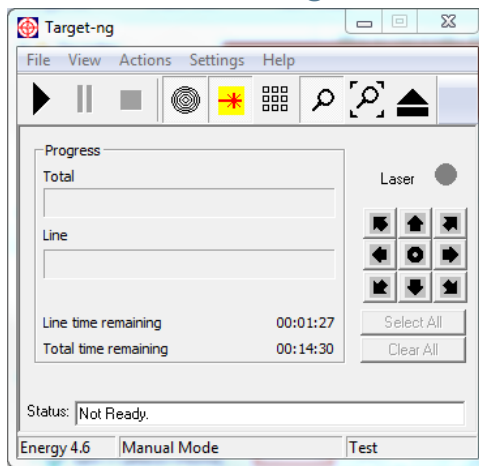 Target-ng
File View Actions Settings Help
Progress
Total
Laser
Line
Line time remaining 00:01:27
Select All
Total time remaining 00:14:30
Clear All
Status: Not Ready.
Energy 4.6 Manual Mode Test